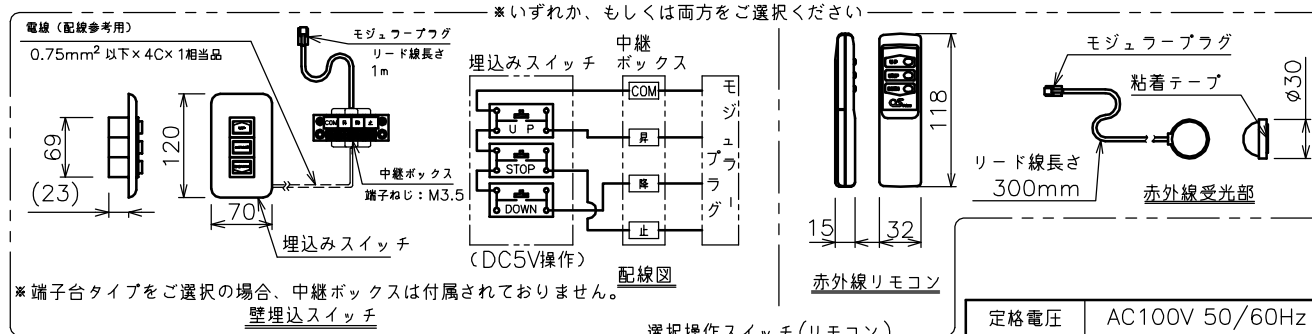 ※いずれか、もしくは両方をご選択ください
電線（配線参考用）
0.75mm² 以下×4C×1相当品
モジュラープラグ
リード線長さ
1m
69
(23)
120
70
COM 昇 降 止
中継ボックス
端子ねじ：M3.5
埋込みスイッチ
※端子台タイプをご選択の場合、中継ボックスは付属されておりません。
壁埋込スイッチ
埋込みスイッチ
中継
ボックス
UP
STOP
DOWN
COM
昇
降
止
モジュラープラグ
(DC5V操作)
配線図
118
15
32
赤外線リモコン
モジュラープラグ
粘着テープ
ø30
リード線長さ
300mm
赤外線受光部
選択操作スイッチ(リモコン)
定格電圧 AC100V 50/60Hz